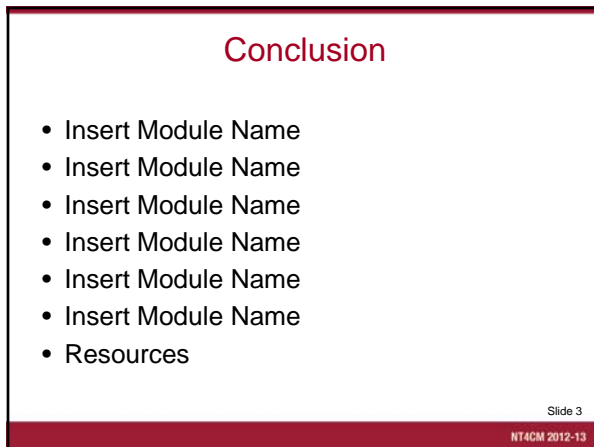 Conclusion
• Insert Module Name
• Insert Module Name
• Insert Module Name
• Insert Module Name
• Insert Module Name
• Insert Module Name
• Resources
Slide 3
NT4CM 2012-13